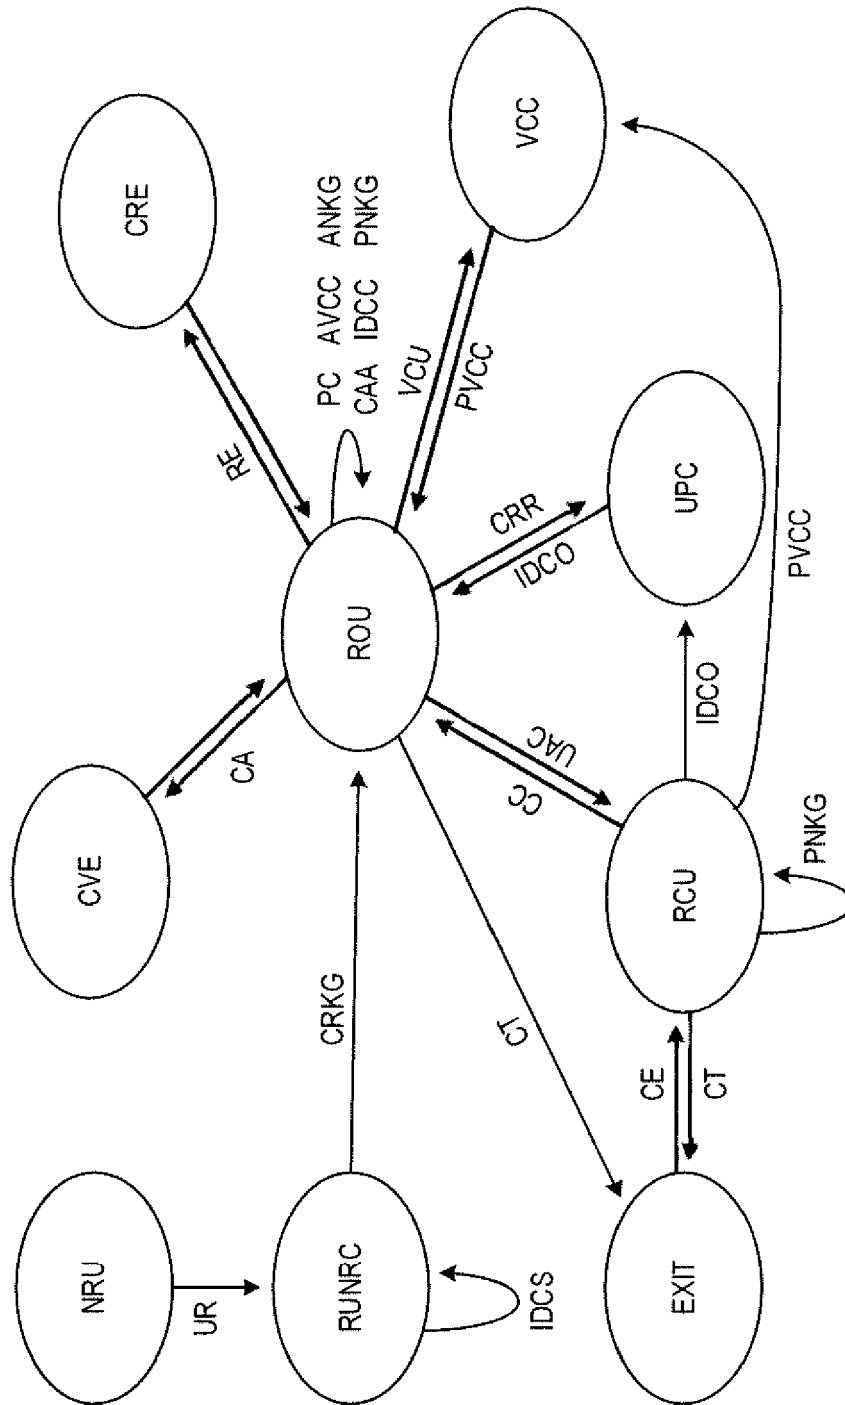 NRU
CVE
CRE
UR
CA
RE
RUNRC
CRKG
ROU
PC AVCC ANKG
CAA IDCC PNKG
IDCS
CT
CC
UAC
IDCO
CRR
VCU
PVCC
VCC
EXIT
CE
CT
RCU
IDCO
UPC
PNKG
PVCC